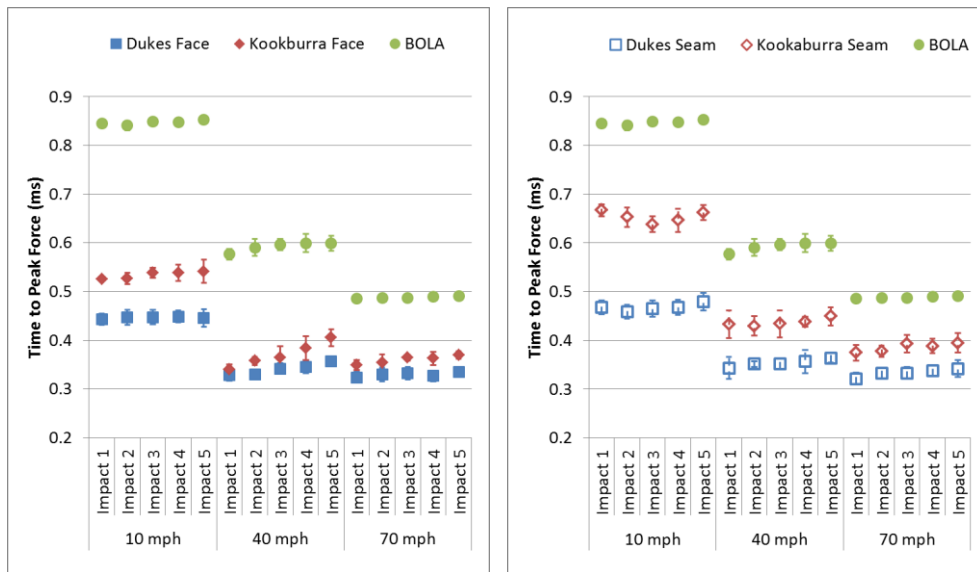 Dukes Face Kookburra Face BOLA
Time to Peak Force (ms)
0.9
0.8
0.7
0.6
0.5
0.4
0.3
0.2
Impact 1 Impact 2 Impact 3 Impact 4 Impact 5 Impact 1 Impact 2 Impact 3 Impact 4 Impact 5 Impact 1 Impact 2 Impact 3 Impact 4 Impact 5
10 mph 40 mph 70 mph
Dukes Seam Kookaburra Seam BOLA
Time to Peak Force (ms)
0.9
0.8
0.7
0.6
0.5
0.4
0.3
0.2
Impact 1 Impact 2 Impact 3 Impact 4 Impact 5 Impact 1 Impact 2 Impact 3 Impact 4 Impact 5 Impact 1 Impact 2 Impact 3 Impact 4 Impact 5
10 mph 40 mph 70 mph